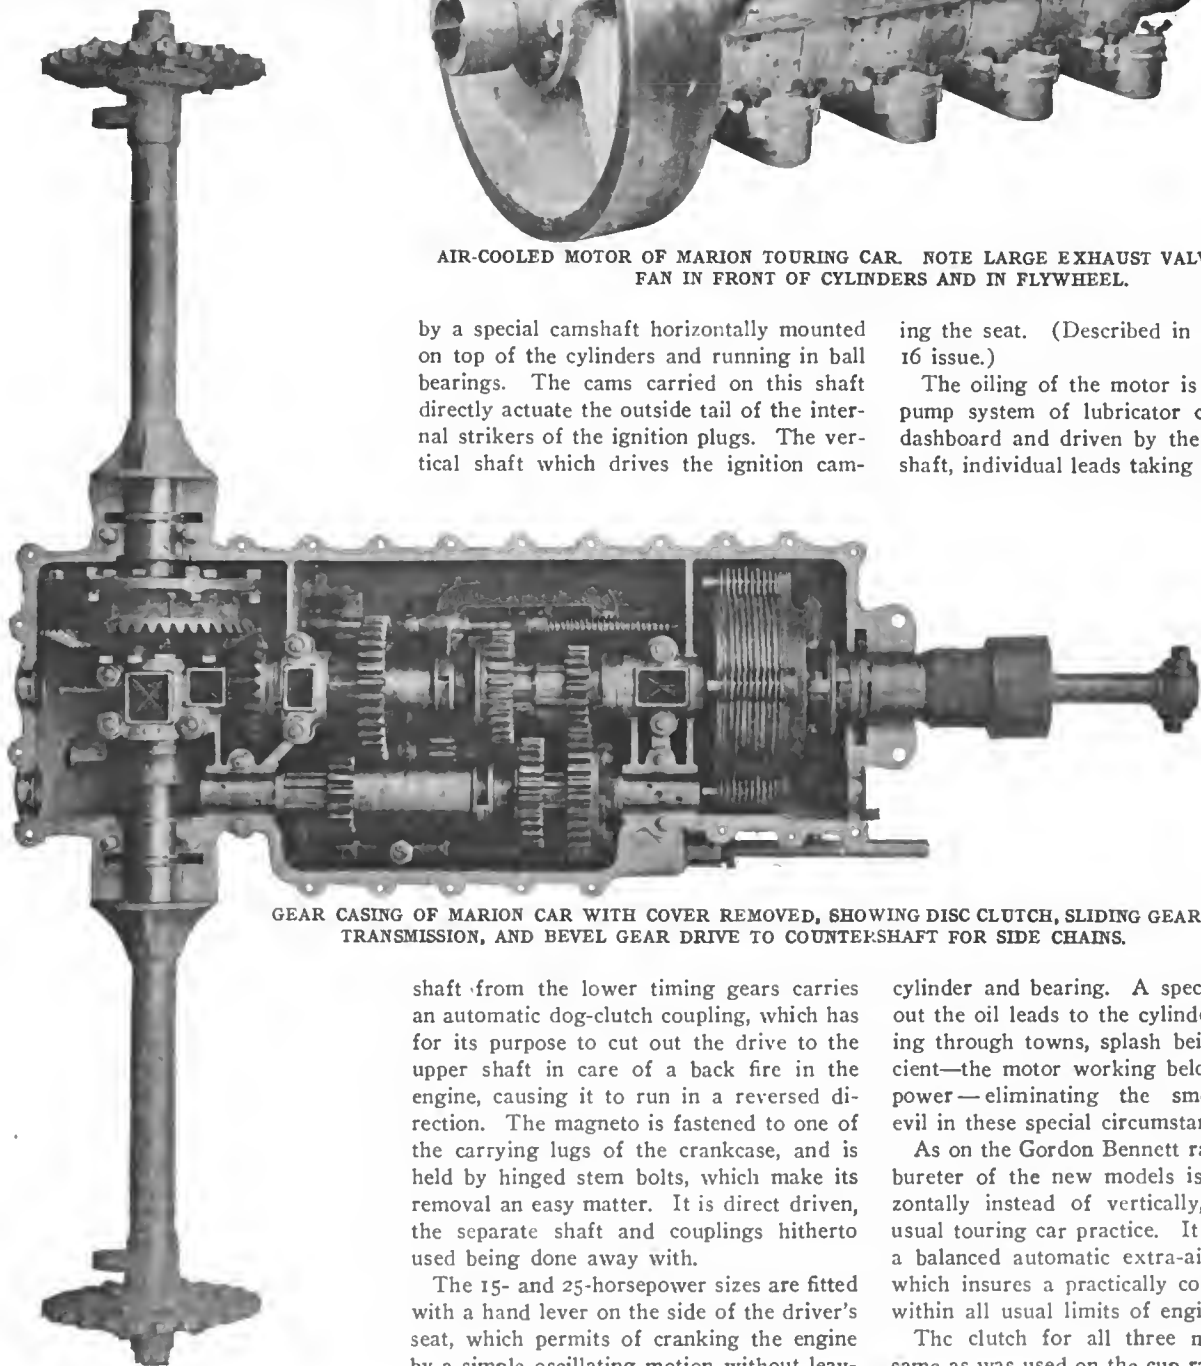 AIR-COOLED MOTOR OF MARION TOURING CAR. NOTE LARGE EXHAUST
FAN IN FRONT OF CYLINDERS AND IN FLYWHEEL.
by a special camshaft horizontally mounted
on top of the cylinders and running in ball
bearings. The cams carried on this shaft
directly actuate the outside tail of the inter-
nal strikers of the ignition plugs. The ver-
tical shaft which drives the ignition cam-
ing the seat. (Described in
16 issue.)
The oiling of the motor is
pump system of lubricator
dashboard and driven by the
shaft, individual leads taking
GEAR CASING OF MARION CAR WITH COVER REMOVED, SHOWING DISC CLUTCH, SLIDING GEAR
TRANSMISSION, AND BEVEL GEAR DRIVE TO COUNTERSHAFT FOR SIDE CHAINS.
shaft from the lower timing gears carries
an automatic dog-clutch coupling, which has
for its purpose to cut out the drive to the
upper shaft in care of a back fire in the
engine, causing it to run in a reversed di-
rection. The magneto is fastened to one of
the carrying lugs of the crankcase, and is
held by hinged stem bolts, which make its
removal an easy matter. It is direct driven,
the separate shaft and couplings hitherto
used being done away with.
The 15- and 25-horsepower sizes are fitted
with a hand lever on the side of the driver's
seat, which permits of cranking the engine
by a simple oscillating motion without leav-
cylinder and bearing. A spec
out the oil leads to the cylind
ing through towns, splash bei
cient—the motor working belo
power—eliminating the sm
evil in these special circumstan
As on the Gordon Bennett ra
bureter of the new models is
zontally instead of vertically,
usual touring car practice. It
a balanced automatic extra-ai
which insures a practically co
within all usual limits of engi
The clutch for all three m
same as was used on the cup